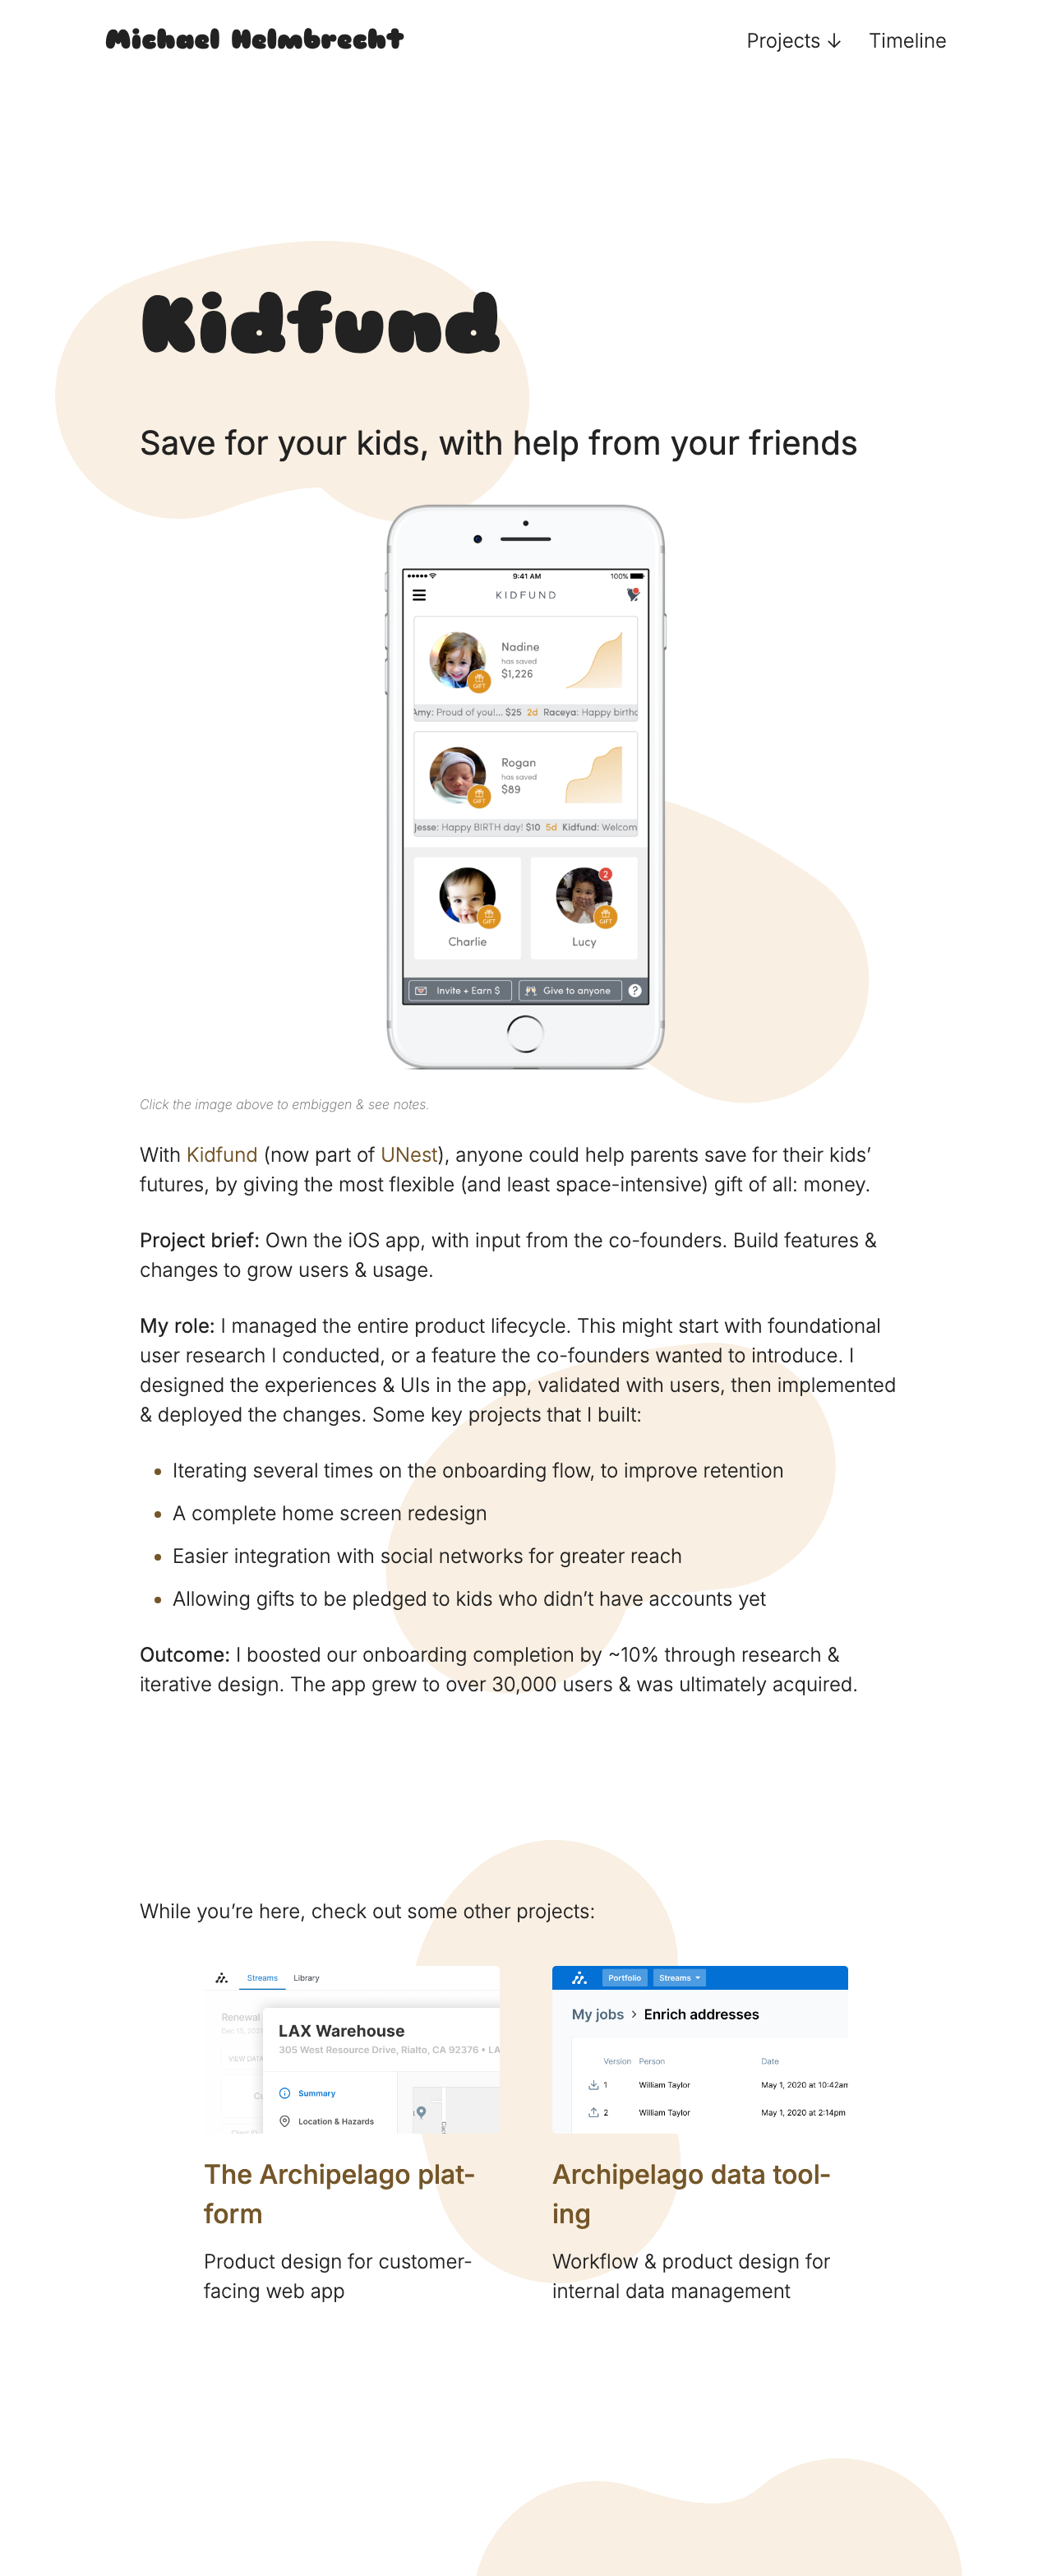 Michael Helmbrecht
Projects ↓ Timeline
Kidfund
Save for your kids, with help from your friends
9:41 AM 100%
KIDFUND
Nadine
has saved
$1,226
GIFT
Amy: Proud of you!... $25 2d Raceya: Happy birthd
Rogan
has saved
$89
GIFT
Jesse: Happy BIRTH day! $10 5d Kidfund: Welcom
2
GIFT GIFT
Charlie Lucy
Invite + Earn $ Give to anyone ?
Click the image above to embiggen & see notes.
With Kidfund (now part of UNest), anyone could help parents save for their kids’
futures, by giving the most flexible (and least space-intensive) gift of all: money.
Project brief: Own the iOS app, with input from the co-founders. Build features &
changes to grow users & usage.
My role: I managed the entire product lifecycle. This might start with foundational
user research I conducted, or a feature the co-founders wanted to introduce. I
designed the experiences & UIs in the app, validated with users, then implemented
& deployed the changes. Some key projects that I built:
• Iterating several times on the onboarding flow, to improve retention
• A complete home screen redesign
• Easier integration with social networks for greater reach
• Allowing gifts to be pledged to kids who didn’t have accounts yet
Outcome: I boosted our onboarding completion by ~10% through research &
iterative design. The app grew to over 30,000 users & was ultimately acquired.
While you’re here, check out some other projects:
Streams Library
Renewal
Dec 15, 202
VIEW DATA
LAX Warehouse
305 West Resource Drive, Rialto, CA 92376 • LA
Summary
Location & Hazards
The Archipelago plat-
form
Product design for customer-
facing web app
Portfolio Streams
My jobs > Enrich addresses
Version Person Date
1 William Taylor May 1, 2020 at 10:42am
2 William Taylor May 1, 2020 at 2:14pm
Archipelago data tool-
ing
Workflow & product design for
internal data management